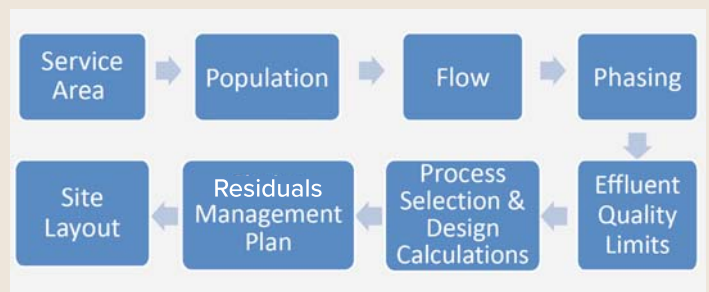 Service
Area
Population
Flow
Phasing
Effluent
Quality
Limits
Process
Selection &
Design
Calculations
Residuals
Management
Plan
Site
Layout